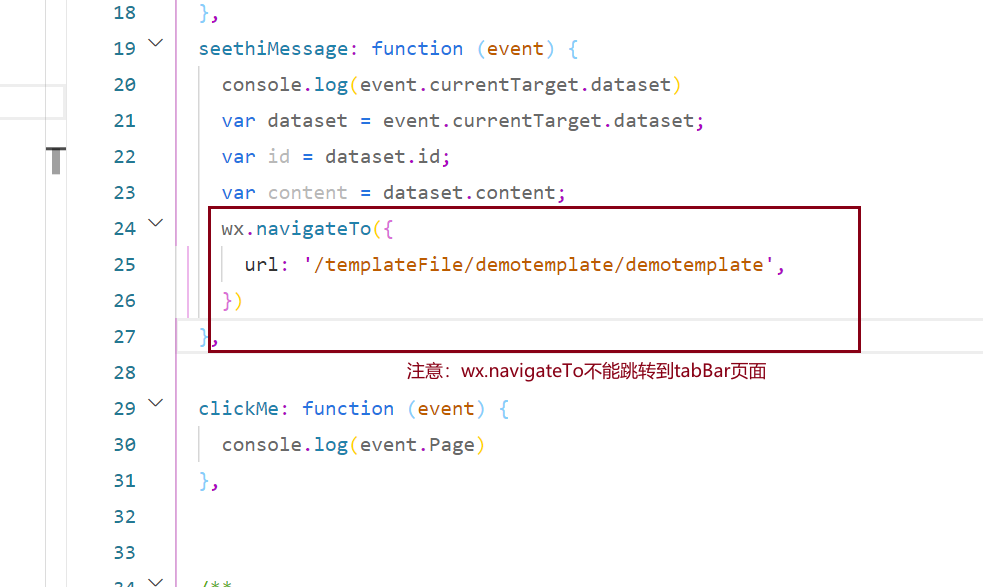 18 },
19 seethiMessage: function (event) {
20 console.log(event.currentTarget.dataset)
21 var dataset = event.currentTarget.dataset;
22 var id = dataset.id;
23 var content = dataset.content;
24 wx.navigateTo({
25 url: '/templateFile/demotemplate/demotemplate',
26 })
27 },
注意：wx.navigateTo不能跳转到tabBar页面
28
29 clickMe: function (event) {
30 console.log(event.Page)
31 },
32
33
34 /**